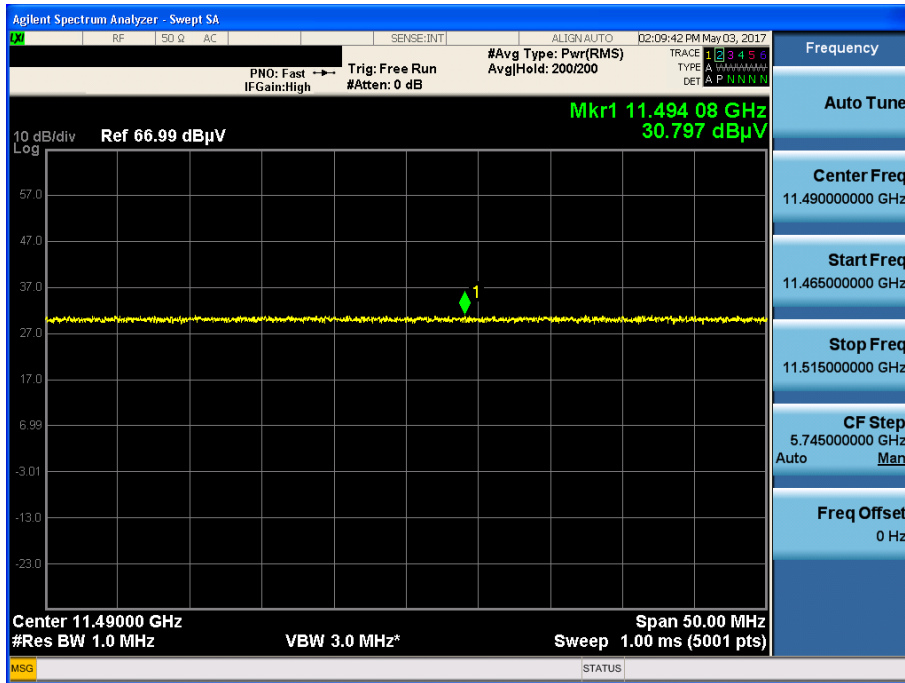 Agilent Spectrum Analyzer - Swept SA
LXI RF 50 Ω AC SENSE:INT ALIGN AUTO 02:09:42 PM May 03, 2017
PNO: Fast
IFGain:High
Trig: Free Run
#Atten: 0 dB
#Avg Type: Pwr(RMS)
Avg|Hold: 200/200
TRACE 1 2 3 4 5 6
TYPE A WWWWW
DET A P N N N N
Mkr1 11.494 08 GHz
30.797 dBµV
10 dB/div Ref 66.99 dBµV
Log
57.0
47.0
37.0
1
27.0
17.0
6.99
-3.01
-13.0
-23.0
Center 11.49000 GHz Span 50.00 MHz
#Res BW 1.0 MHz VBW 3.0 MHz* Sweep 1.00 ms (5001 pts)
MSG STATUS
Frequency
Auto Tune
Center Freq
11.490000000 GHz
Start Freq
11.465000000 GHz
Stop Freq
11.515000000 GHz
CF Step
5.745000000 GHz
Auto Man
Freq Offset
0 Hz